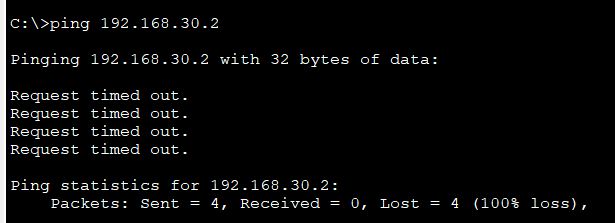 C:\>ping 192.168.30.2
Pinging 192.168.30.2 with 32 bytes of data:
Request timed out.
Request timed out.
Request timed out.
Request timed out.
Ping statistics for 192.168.30.2:
    Packets: Sent = 4, Received = 0, Lost = 4 (100% loss),